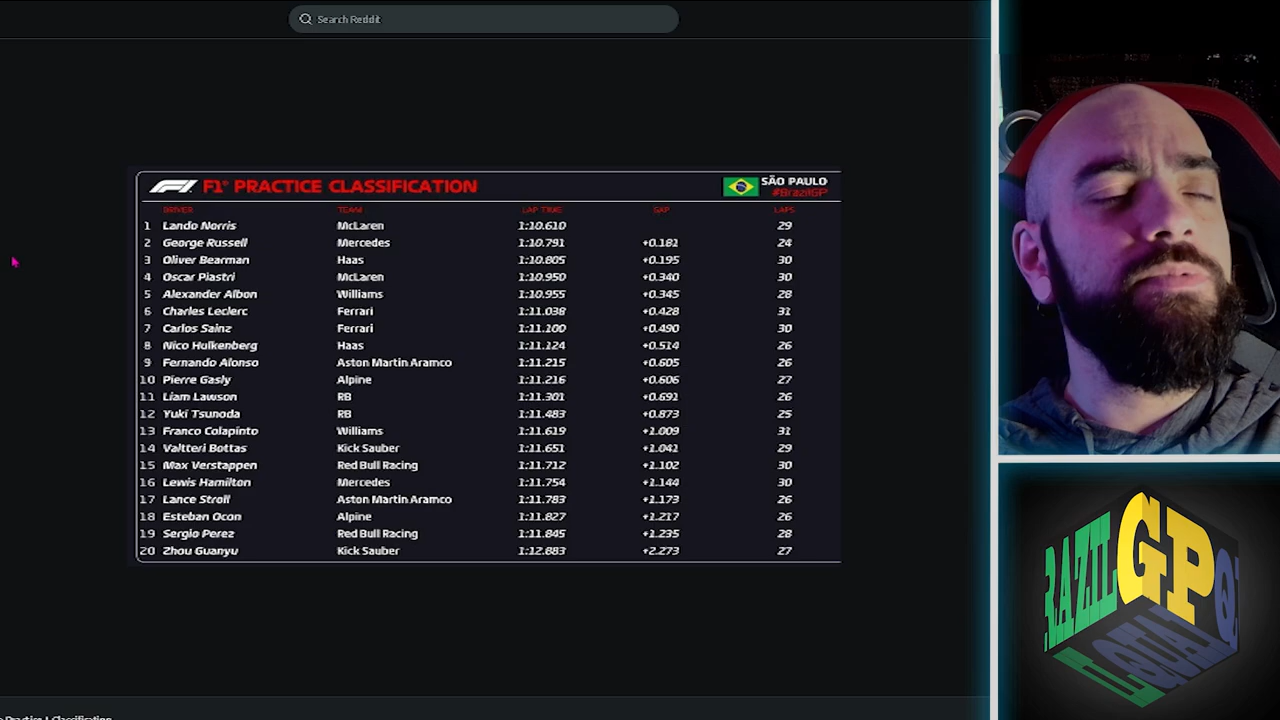 Search Reddit
F1 F1® PRACTICE CLASSIFICATION
SÃO PAULO
#BrazilGP
DRIVER TEAM LAP TIME GAP LAPS
1 Lando Norris McLaren 1:10.610 29
2 George Russell Mercedes 1:10.791 +0.181 24
3 Oliver Bearman Haas 1:10.805 +0.195 30
4 Oscar Piastri McLaren 1:10.950 +0.340 30
5 Alexander Albon Williams 1:10.955 +0.345 28
6 Charles Leclerc Ferrari 1:11.038 +0.428 31
7 Carlos Sainz Ferrari 1:11.100 +0.490 30
8 Nico Hulkenberg Haas 1:11.124 +0.514 26
9 Fernando Alonso Aston Martin Aramco 1:11.215 +0.605 26
10 Pierre Gasly Alpine 1:11.216 +0.606 27
11 Liam Lawson RB 1:11.301 +0.691 26
12 Yuki Tsunoda RB 1:11.483 +0.873 25
13 Franco Colapinto Williams 1:11.619 +1.009 31
14 Valtteri Bottas Kick Sauber 1:11.651 +1.041 29
15 Max Verstappen Red Bull Racing 1:11.712 +1.102 30
16 Lewis Hamilton Mercedes 1:11.754 +1.144 30
17 Lance Stroll Aston Martin Aramco 1:11.783 +1.173 26
18 Esteban Ocon Alpine 1:11.827 +1.217 26
19 Sergio Perez Red Bull Racing 1:11.845 +1.235 28
20 Zhou Guanyu Kick Sauber 1:12.883 +2.273 27
Practice 1 Classification
RAZIL
GP